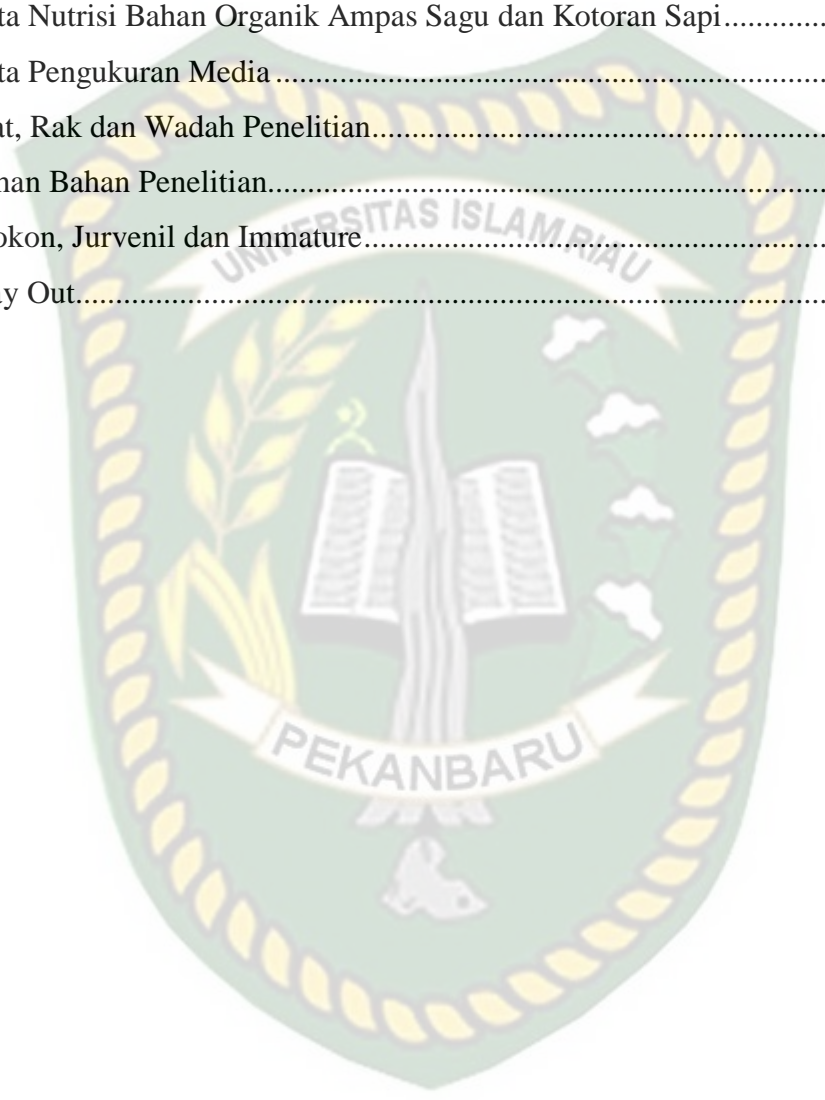 ta Nutrisi Bahan Organik Ampas Sagu dan Kotoran Sapi..............
ta Pengukuran Media.......................................................................
at, Rak dan Wadah Penelitian...........................................................
han Bahan Penelitian........................................................................
okon, Jurvenil dan Immature............................................................
y Out................................................................................................
UNIVERSITAS ISLAM RIAU
PEKANBARU